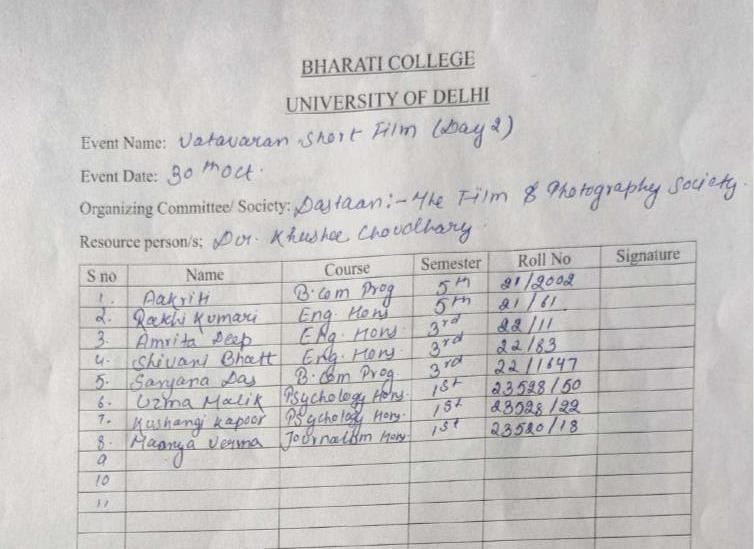 BHARATI COLLEGE
UNIVERSITY OF DELHI
Event Name: Vatavaran Short Film (Day 2)
Event Date: 30th Oct.
Organizing Committee/ Society: Dastaan:- The Film & Photography Society.
Resource person/s; Dr. Khushee Choudhary
S no Name Course Semester Roll No Signature
1. Aakriti B.Com Prog 5th 21/2002
2. Rakhi Kumari Eng. Hons 5th 21/61
3. Amrita Deep Eng. Hons. 3rd 22/11
4. Shivani Bhatt Eng. Hons. 3rd 22/83
5. Sanjana Das B.Com Prog 3rd 22/1647
6. Uzma Malik Psychology Hons. 1st 23528/50
7. Kushangi Kapoor Psychology Hons. 1st 23528/22
8. Maanya Verma Journalism Hons. 1st 23520/18
9
10
11